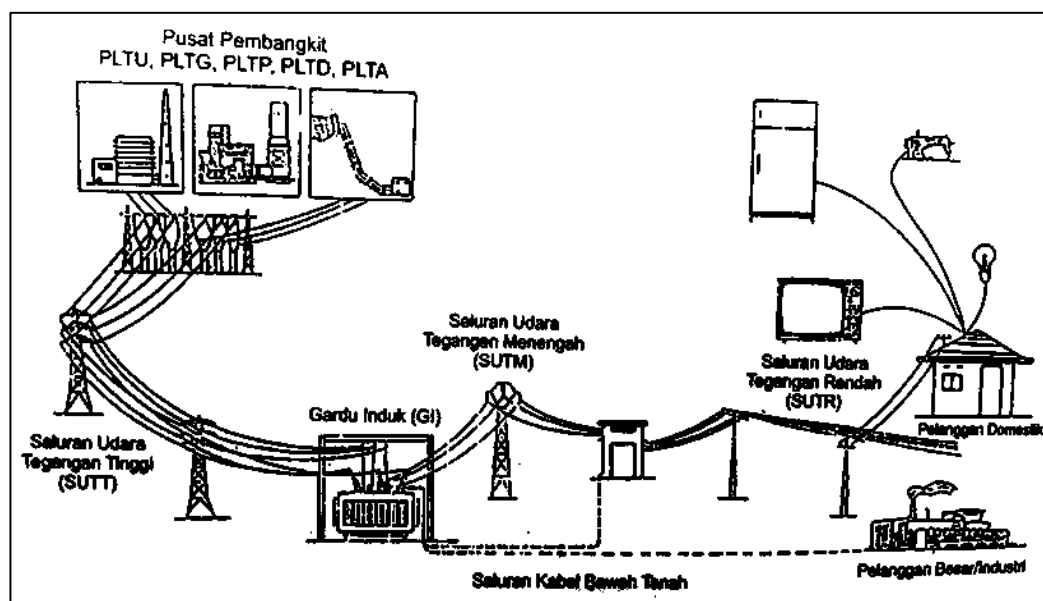 Pusat Pembangkit
PLTU, PLTG, PLTP, PLTD, PLTA
Saluran Udara
Tegangan Menengah
(SUTM)
Saluran Udara
Tegangan Rendah
(SUTR)
Gardu Induk (GI)
Pelanggan Domestik
Saluran Udara
Tegangan Tinggi
(SUTT)
Saluran Kabel Bawah Tanah
Pelanggan Besar/Industri